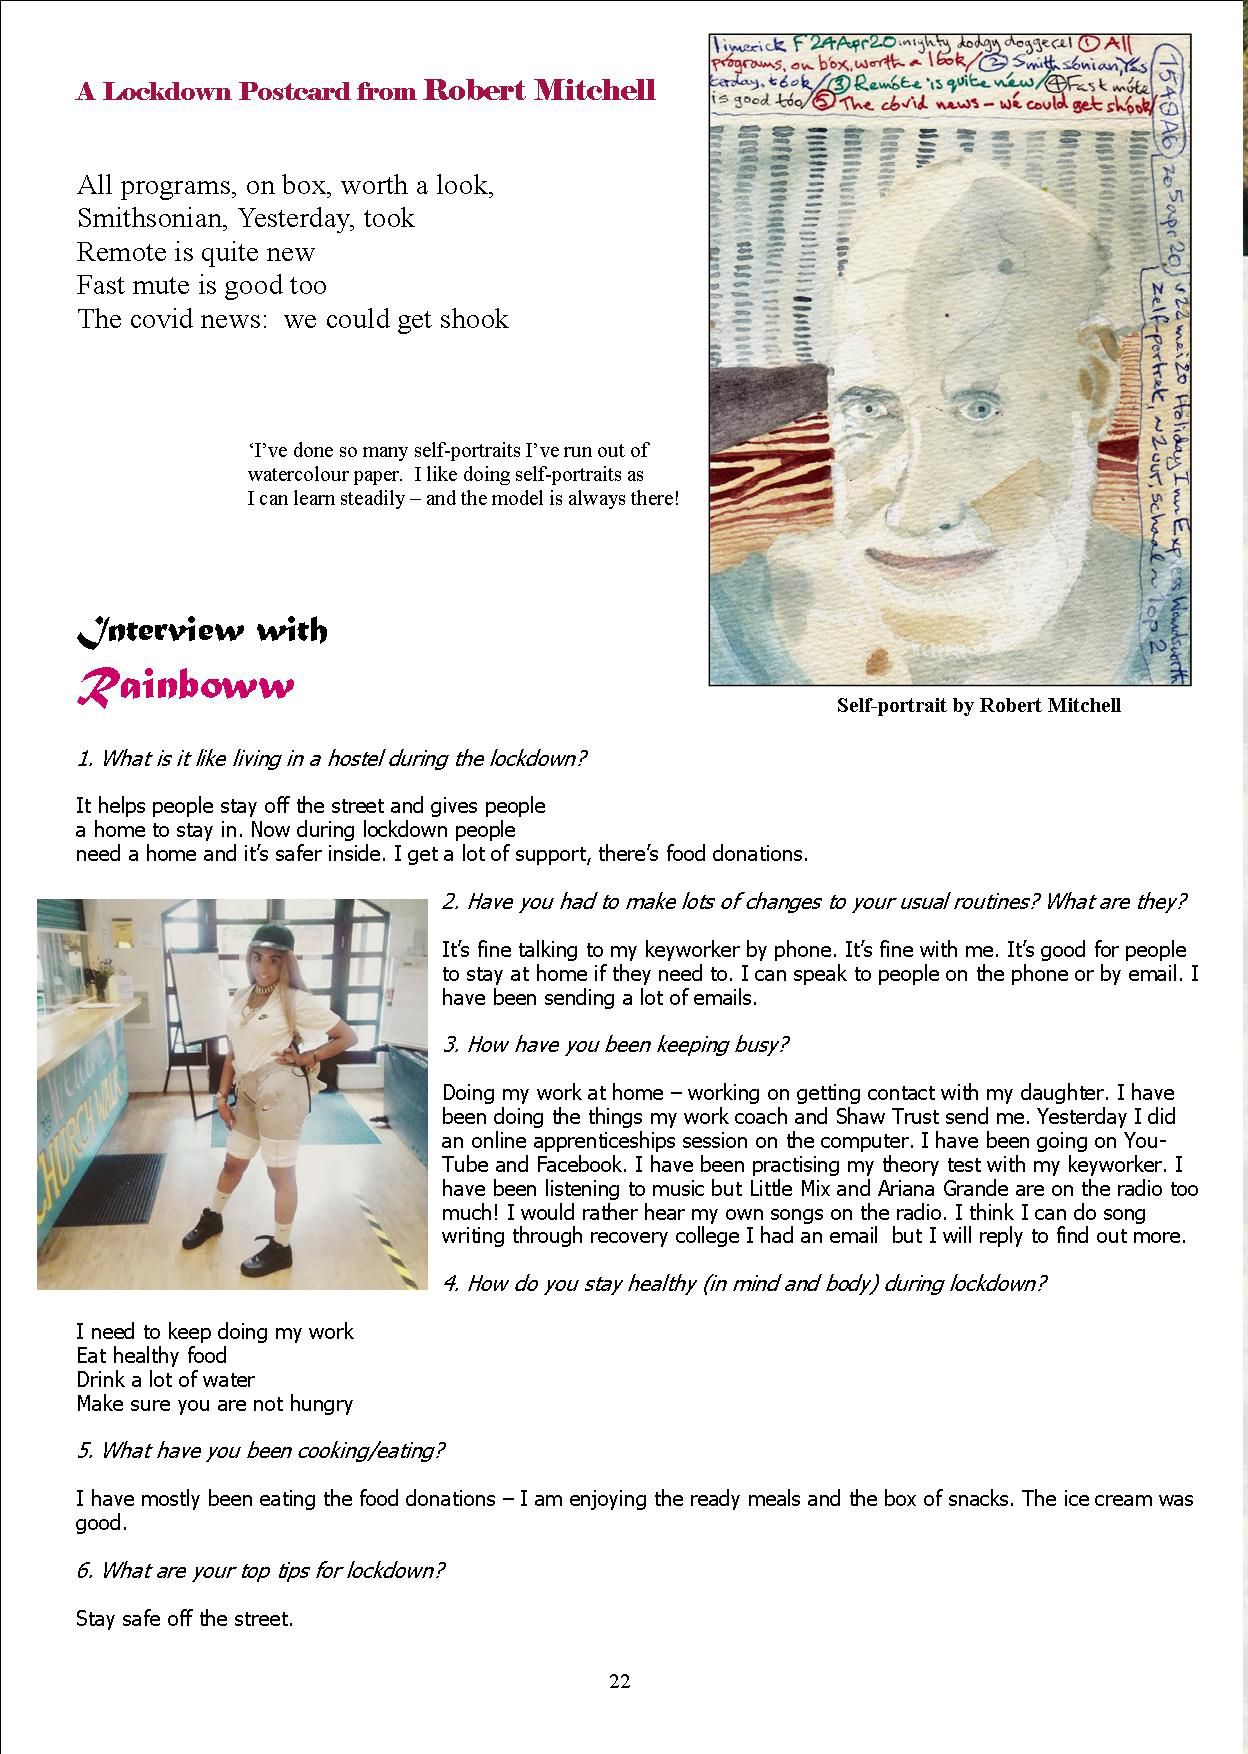 A Lockdown Postcard from Robert Mitchell
All programs, on box, worth a look,
Smithsonian, Yesterday, took
Remote is quite new
Fast mute is good too
The covid news:  we could get shook
‘I’ve done so many self-portraits I’ve run out of
watercolour paper.  I like doing self-portraits as
I can learn steadily – and the model is always there!
limerick F24Apr20 mighty dodgy doggerel ① All
programs, on box, worth a look/ ② Smithsonian, Yes
terday, took/ ③ Remote is quite new/ ④ Fast mute
is good too/ ⑤ The covid news – we could get shook/
1548A6 zo 5apr20
v22 mei20 Holiday Inn Express Wandsworth
zelf-portret, ~2uur, schaal ~ 1op2
Self-portrait by Robert Mitchell
Interview with
Rainboww
1. What is it like living in a hostel during the lockdown?
It helps people stay off the street and gives people
a home to stay in. Now during lockdown people
need a home and it’s safer inside. I get a lot of support, there’s food donations.
CHURCH WALK
2. Have you had to make lots of changes to your usual routines? What are they?
It’s fine talking to my keyworker by phone. It’s fine with me. It’s good for people
to stay at home if they need to. I can speak to people on the phone or by email. I
have been sending a lot of emails.
3. How have you been keeping busy?
Doing my work at home – working on getting contact with my daughter. I have
been doing the things my work coach and Shaw Trust send me. Yesterday I did
an online apprenticeships session on the computer. I have been going on You-
Tube and Facebook. I have been practising my theory test with my keyworker. I
have been listening to music but Little Mix and Ariana Grande are on the radio too
much! I would rather hear my own songs on the radio. I think I can do song
writing through recovery college I had an email  but I will reply to find out more.
4. How do you stay healthy (in mind and body) during lockdown?
I need to keep doing my work
Eat healthy food
Drink a lot of water
Make sure you are not hungry
5. What have you been cooking/eating?
I have mostly been eating the food donations – I am enjoying the ready meals and the box of snacks. The ice cream was
good.
6. What are your top tips for lockdown?
Stay safe off the street.
22